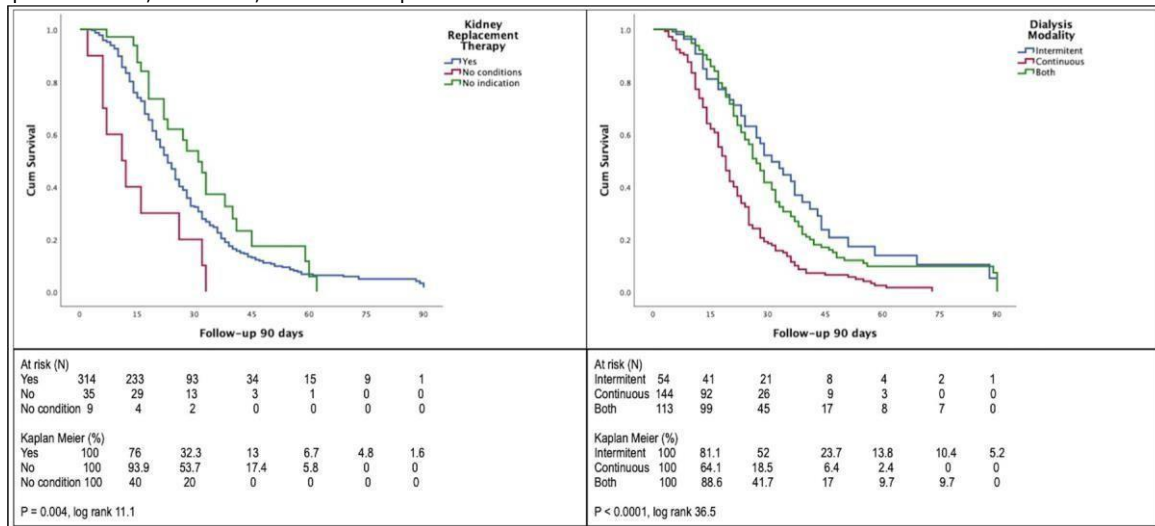 Kidney
Replacement
Therapy
Yes
No conditions
No indication
1.0
0.8
0.6
0.4
0.2
0.0
Cum Survival
0 15 30 45 60 75 90
Follow-up 90 days
At risk (N)
Yes 314 233 93 34 15 9 1
No 35 29 13 3 1 0 0
No condition 9 4 2 0 0 0 0
Kaplan Meier (%)
Yes 100 76 32.3 13 6.7 4.8 1.6
No 100 93.9 53.7 17.4 5.8 0 0
No condition 100 40 20 0 0 0 0
P = 0.004, log rank 11.1
Dialysis
Modality
Intermitent
Continuous
Both
1.0
0.8
0.6
0.4
0.2
0.0
Cum Survival
0 15 30 45 60 75 90
Follow-up 90 days
At risk (N)
Intermitent 54 41 21 8 4 2 1
Continuous 144 92 26 9 3 0 0
Both 113 99 45 17 8 7 0
Kaplan Meier (%)
Intermitent 100 81.1 52 23.7 13.8 10.4 5.2
Continuous 100 64.1 18.5 6.4 2.4 0 0
Both 100 88.6 41.7 17 9.7 9.7 0
P < 0.0001, log rank 36.5